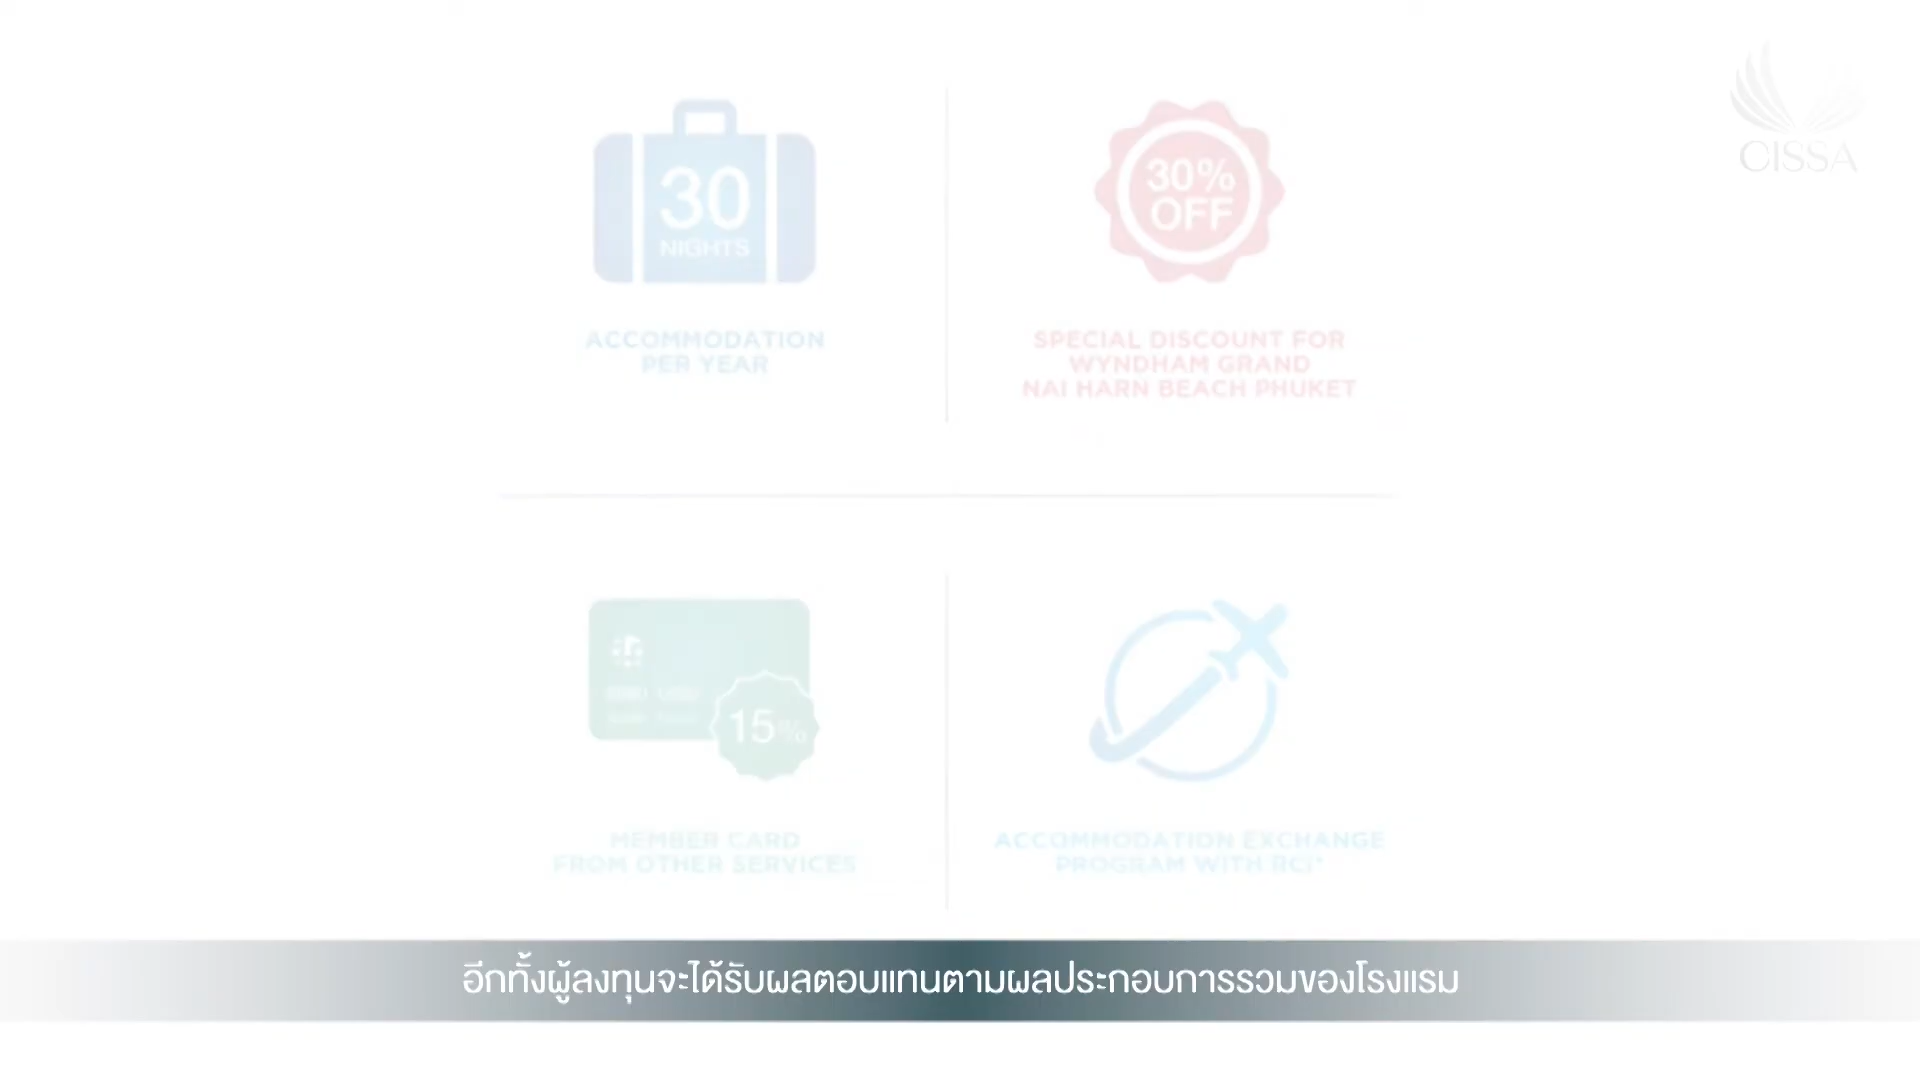 CISSA
30
NIGHTS
ACCOMMODATION
PER YEAR
30%
OFF
SPECIAL DISCOUNT FOR
WYNDHAM GRAND
NAI HARN BEACH PHUKET
15%
MEMBER CARD
FROM OTHER SERVICES
ACCOMMODATION EXCHANGE
PROGRAM WITH RCI*
อีกทั้งผู้ลงทุนจะได้รับผลตอบแทนตามผลประกอบการรวมของโรงแรม